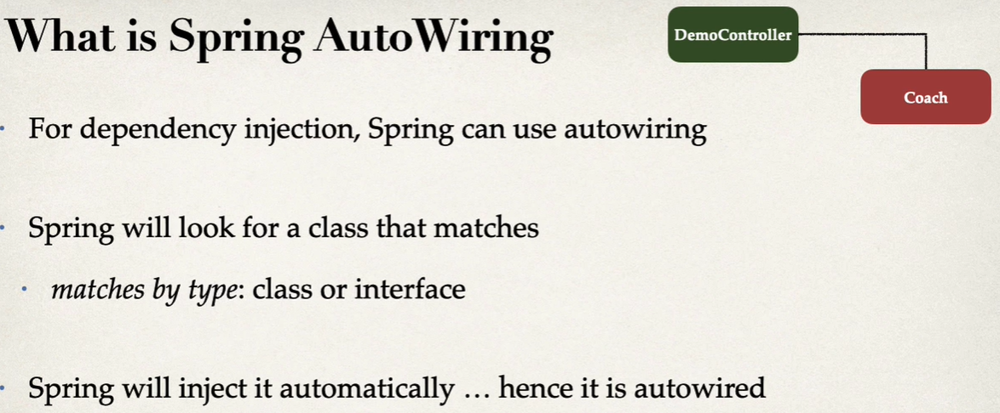 What is Spring AutoWiring
DemoController
Coach
• For dependency injection, Spring can use autowiring
• Spring will look for a class that matches
• matches by type: class or interface
• Spring will inject it automatically … hence it is autowired